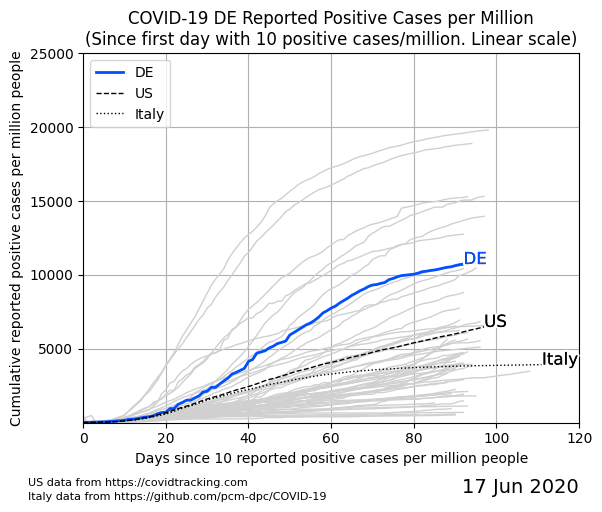 COVID-19 DE Reported Positive Cases per Million
(Since first day with 10 positive cases/million. Linear scale)
Cumulative reported positive cases per million people
25000
20000
15000
10000
5000
DE
US
Italy
DE
US
Italy
0
20
40
60
80
100
120
Days since 10 reported positive cases per million people
US data from https://covidtracking.com
Italy data from https://github.com/pcm-dpc/COVID-19
17 Jun 2020